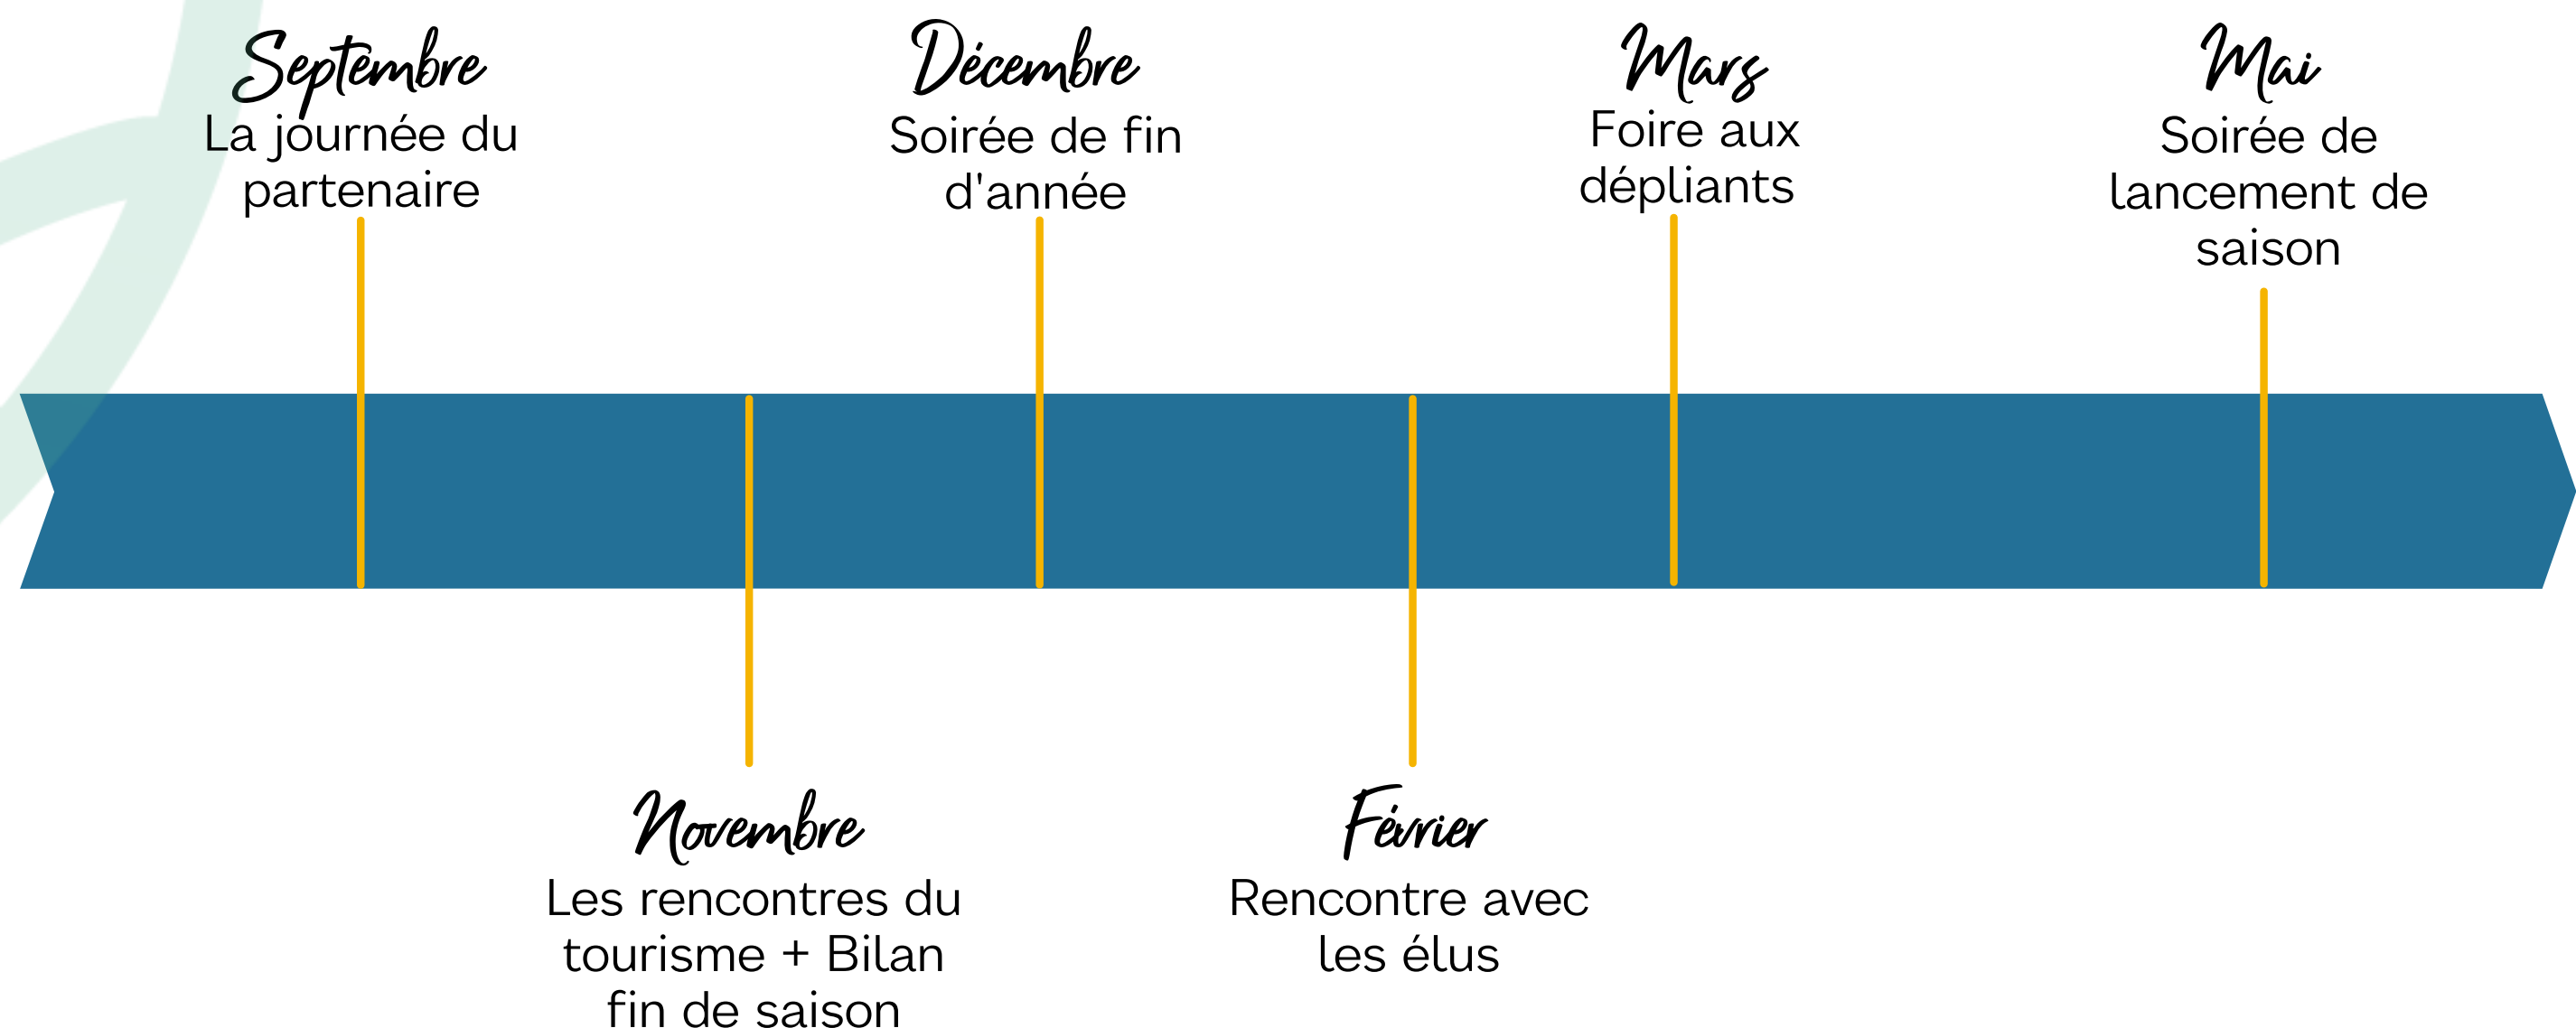 Septembre
La journée du
partenaire
Décembre
Soirée de fin
d'année
Mars
Foire aux
dépliants
Mai
Soirée de
lancement de
saison
Novembre
Les rencontres du
tourisme + Bilan
fin de saison
Février
Rencontre avec
les élus